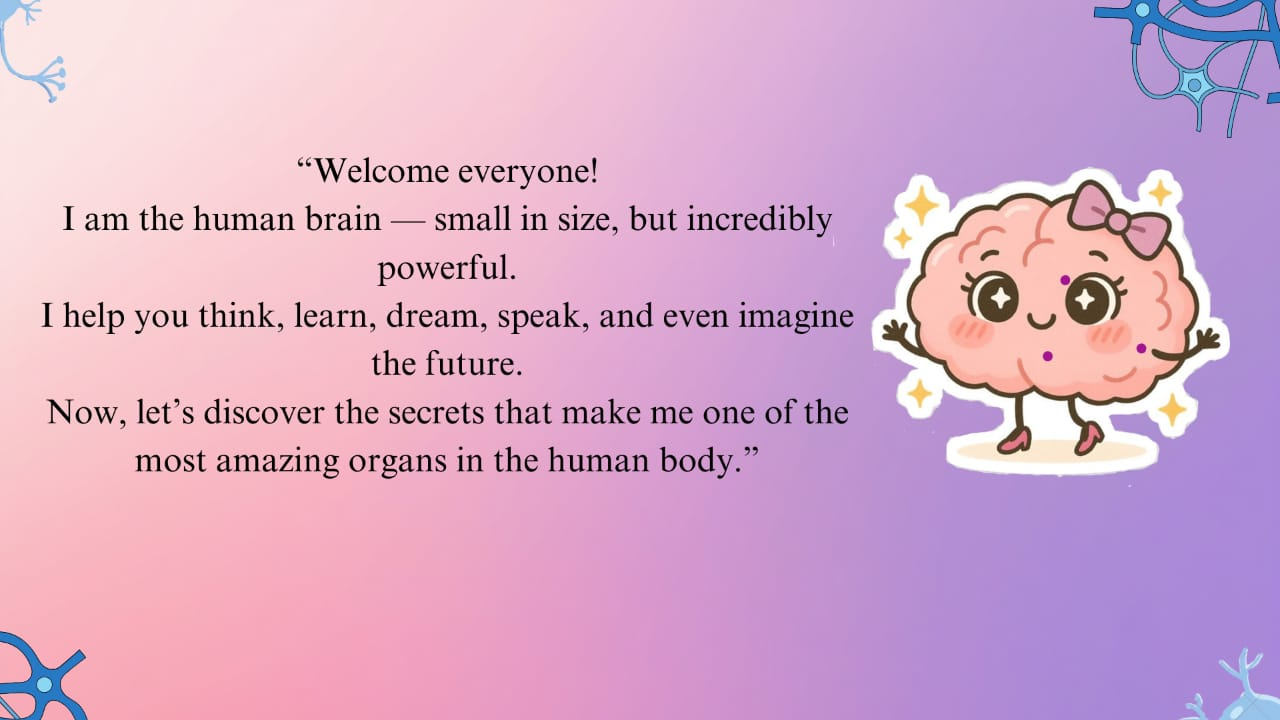 “Welcome everyone!
I am the human brain — small in size, but incredibly
powerful.
I help you think, learn, dream, speak, and even imagine
the future.
Now, let’s discover the secrets that make me one of the
most amazing organs in the human body.”